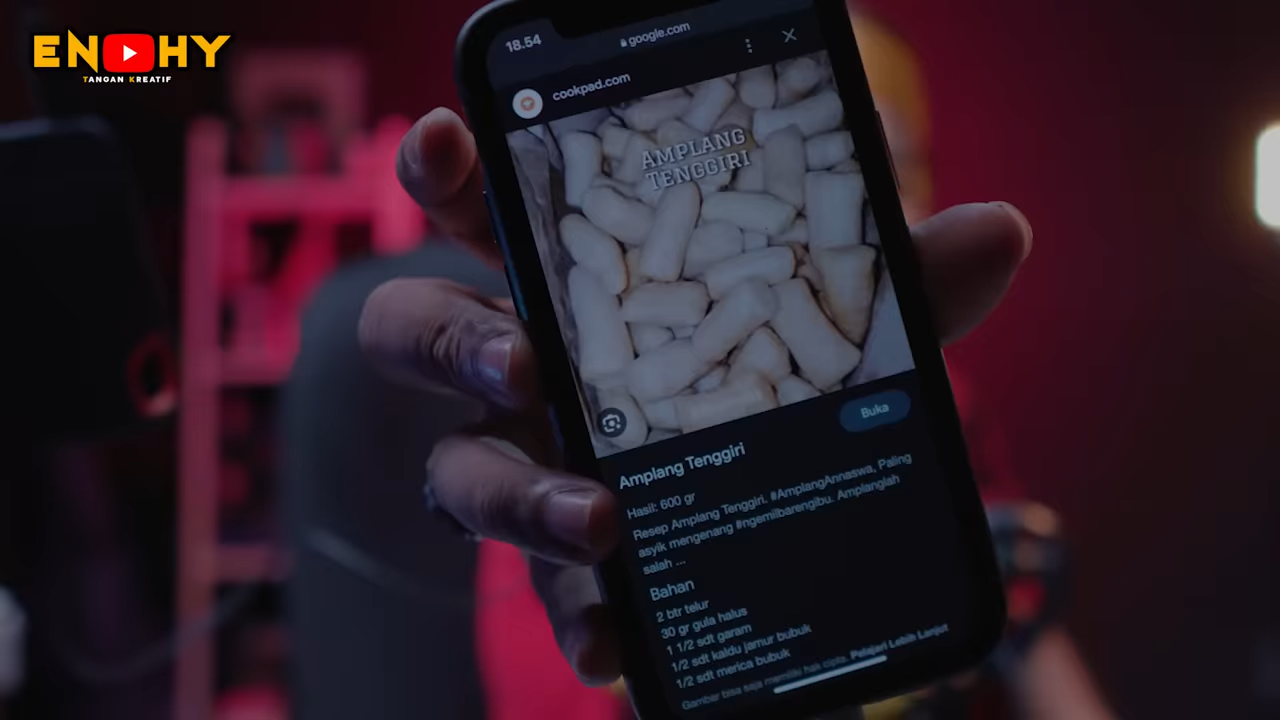 ENOHY
TANGAN KREATIF
18.54
google.com
cookpad.com
AMPLANG
TENGGIRI
Buka
Amplang Tenggiri
Hasil: 600 gr
Resep Amplang Tenggiri. #AmplangAnnaswa, Paling
asyik mengenang #ngemilbarengibu. Amplanglah
salah ...
Bahan
2 btr telur
30 gr gula halus
1 1/2 sdt garam
1/2 sdt kaldu jamur bubuk
1/2 sdt merica bubuk
Gambar bisa saja memiliki hak cipta. Pelajari Lebih Lanjut